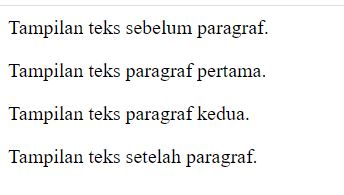 Tampilan teks sebelum paragraf.
Tampilan teks paragraf pertama.
Tampilan teks paragraf kedua.
Tampilan teks setelah paragraf.